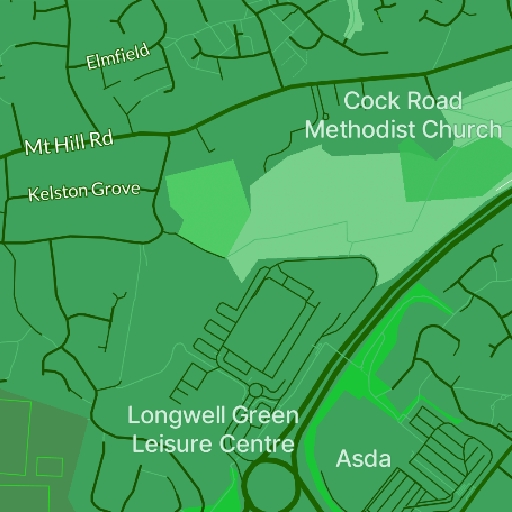 Elmfield
Cock Road
Methodist Church
Mt Hill Rd
Kelston Grove
Longwell Green
Leisure Centre
Asda